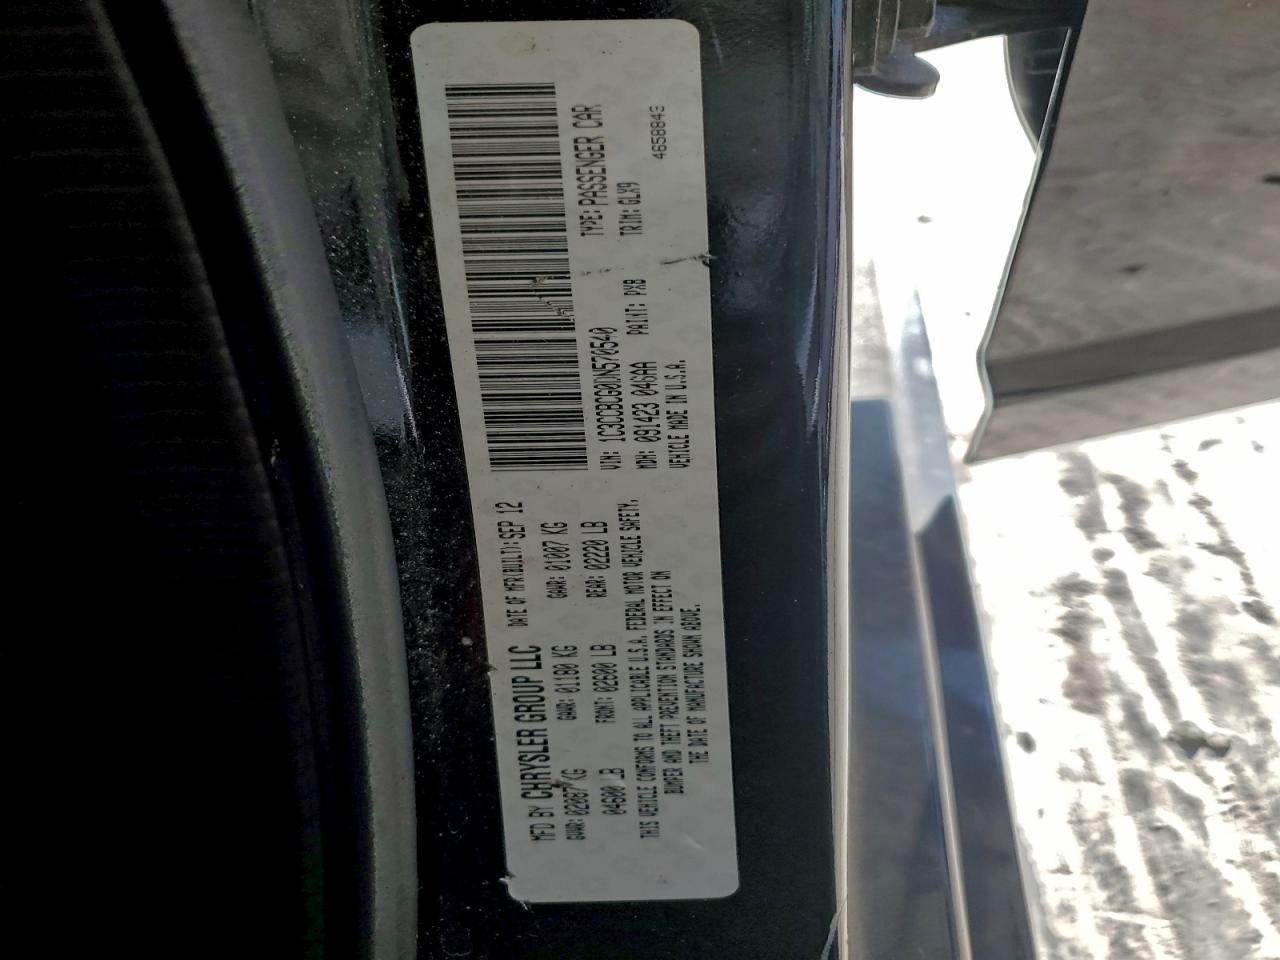 MFD BY CHRYSLER GROUP LLC DATE OF MFR(BUILT): SEP 12
GVWR: 02087 KG GAWR: 01180 KG GAWR: 01007 KG
04600 LB FRONT: 02600 LB REAR: 02220 LB
THIS VEHICLE CONFORMS TO ALL APPLICABLE U.S.A. FEDERAL MOTOR VEHICLE SAFETY,
BUMPER AND THEFT PREVENTION STANDARDS IN EFFECT ON
THE DATE OF MANUFACTURE SHOWN ABOVE.
VIN: 1C3CCBCG0DN570540 TYPE: PASSENGER CAR
MDH: 091423 046AA PAINT: PXB TRIM: GLX9
VEHICLE MADE IN U.S.A. 4658843